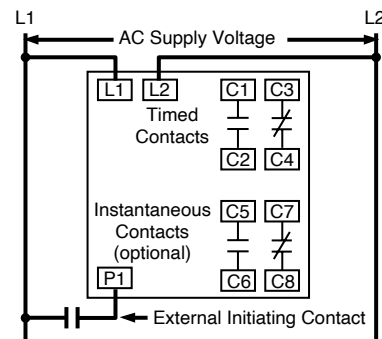 L1 L2
AC Supply Voltage
L1 L2 C1 C3
Timed
Contacts
C2 C4
Instantaneous
Contacts
(optional)
C5 C7
P1
C6 C8
External Initiating Contact